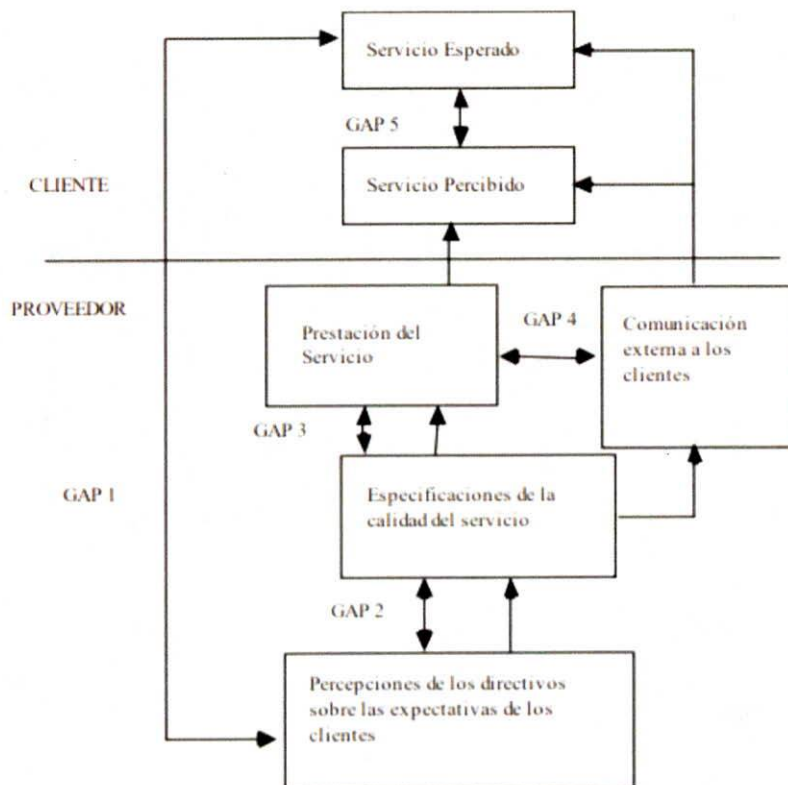 Servicio Esperado
GAP 5
CLIENTE
Servicio Percibido
PROVEEDOR
Prestación del
Servicio
GAP 4
Comunicación
externa a los
clientes
GAP 3
GAP 1
Especificaciones de la
calidad del servicio
GAP 2
Percepciones de los directivos
sobre las expectativas de los
clientes